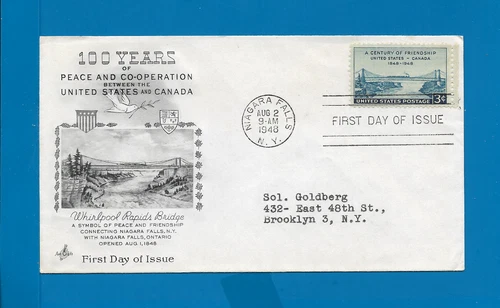 100 YEARS
OF
PEACE AND CO-OPERATION
BETWEEN THE
UNITED STATES AND CANADA
Whirlpool Rapids Bridge
A SYMBOL OF PEACE AND FRIENDSHIP
CONNECTING NIAGARA FALLS, N.Y.
WITH NIAGARA FALLS, ONTARIO
OPENED AUG. 1, 1848
Art Craft
First Day of Issue
A CENTURY OF FRIENDSHIP
UNITED STATES - CANADA
1848-1948
UNITED STATES POSTAGE 3¢
NIAGARA FALLS
AUG 2
9-AM
1948
N.Y.
FIRST DAY OF ISSUE
Sol. Goldberg
432- East 48th St.,
Brooklyn 3, N.Y.